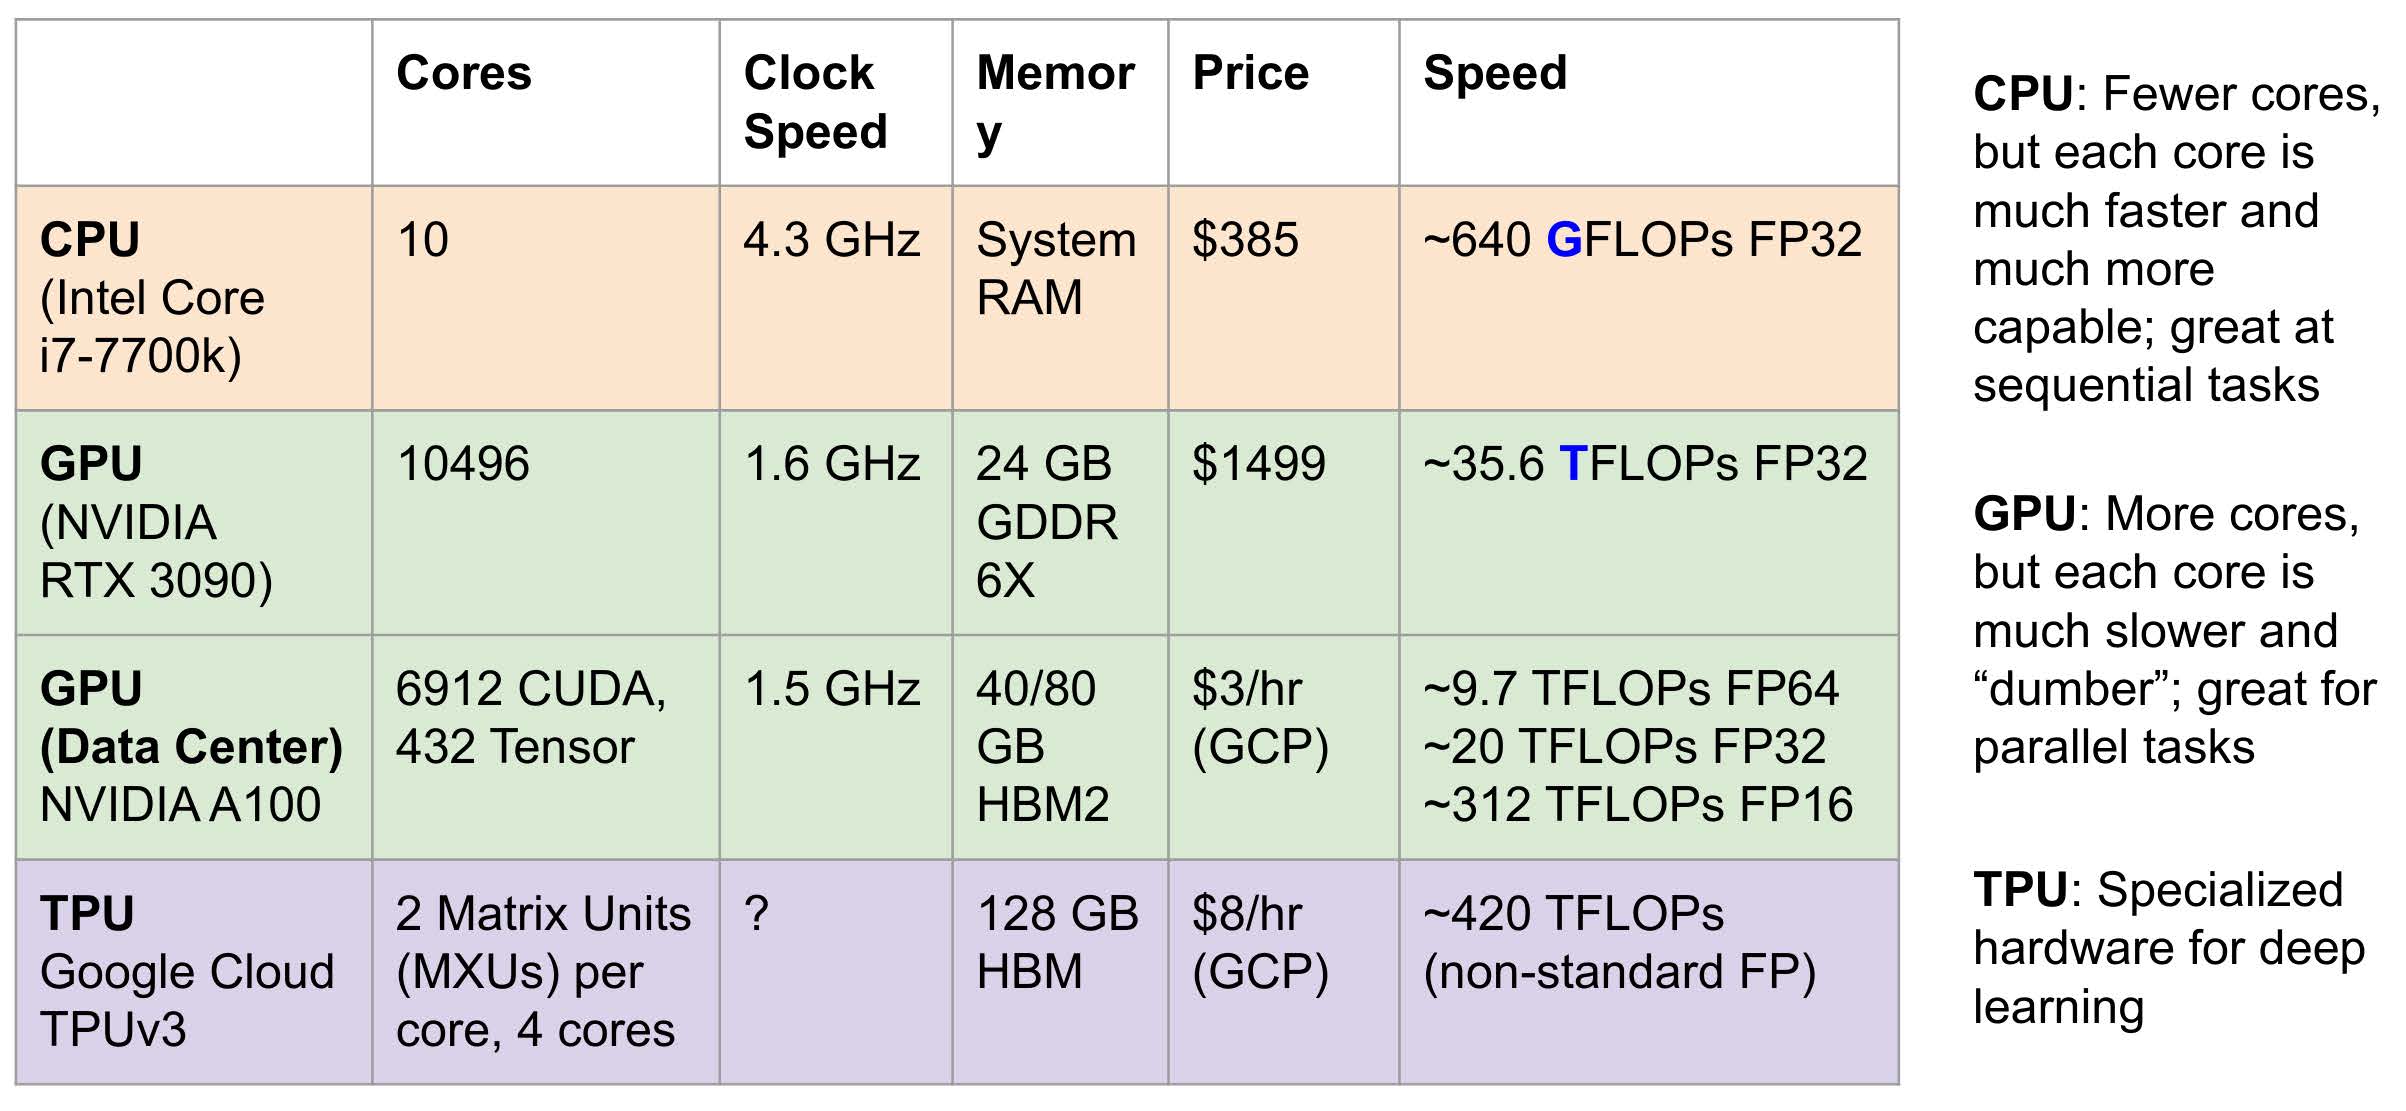 Cores
Clock
Speed
Memor
y
Price
Speed
CPU
(Intel Core
i7-7700k)
10
4.3 GHz
System
RAM
$385
~640 GFLOPs FP32
GPU
(NVIDIA
RTX 3090)
10496
1.6 GHz
24 GB
GDDR
6X
$1499
~35.6 TFLOPs FP32
GPU
(Data Center)
NVIDIA A100
6912 CUDA,
432 Tensor
1.5 GHz
40/80
GB
HBM2
$3/hr
(GCP)
~9.7 TFLOPs FP64
~20 TFLOPs FP32
~312 TFLOPs FP16
TPU
Google Cloud
TPUv3
2 Matrix Units
(MXUs) per
core, 4 cores
?
128 GB
HBM
$8/hr
(GCP)
~420 TFLOPs
(non-standard FP)
CPU: Fewer cores,
but each core is
much faster and
much more
capable; great at
sequential tasks
GPU: More cores,
but each core is
much slower and
“dumber”; great for
parallel tasks
TPU: Specialized
hardware for deep
learning